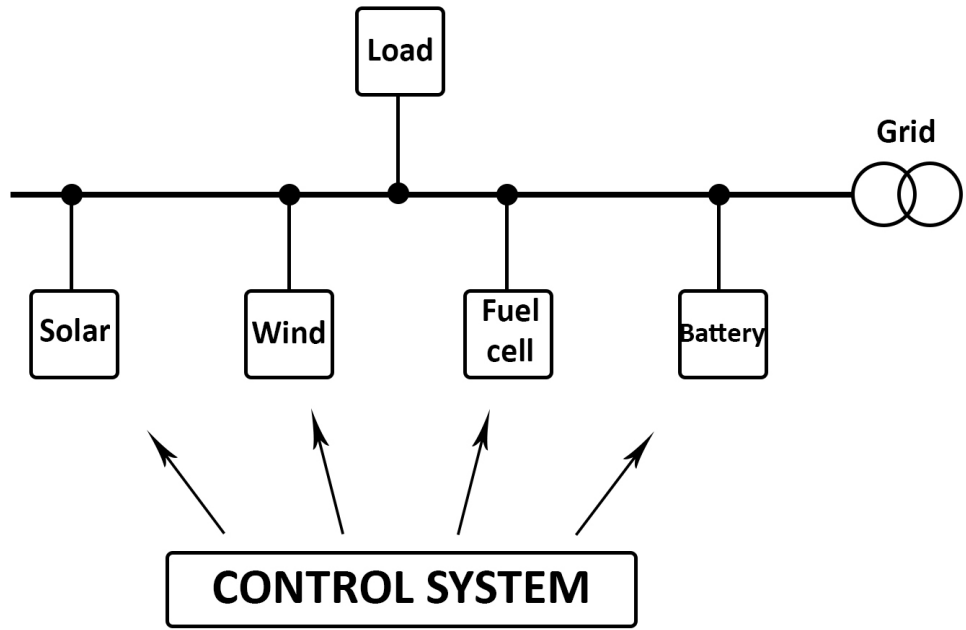 Load
Grid
Solar
Wind
Fuel
cell
Battery
CONTROL SYSTEM